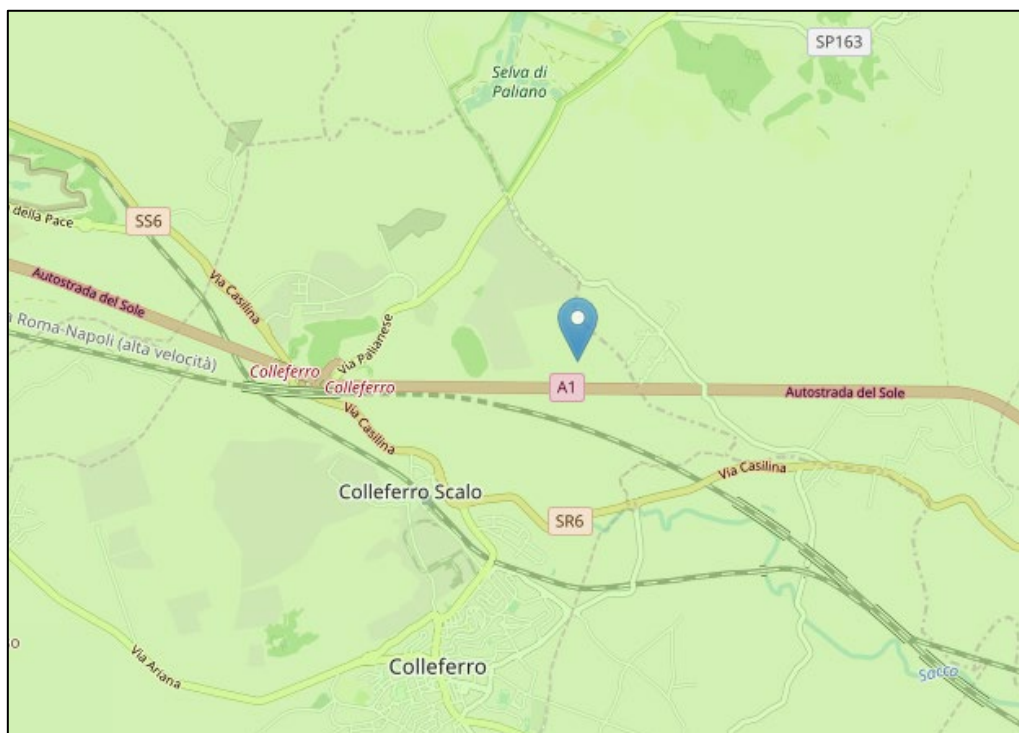 SP163
Selva di
Paliano
della Pace
SS6
Via Casilina
Autostrada del Sole
Roma-Napoli (alta velocità)
Via Palianese
Colleferro
Colleferro
A1
Autostrada del Sole
Via Casilina
Via Casilina
Colleferro Scalo
SR6
Via Ariana
Colleferro
Sacco